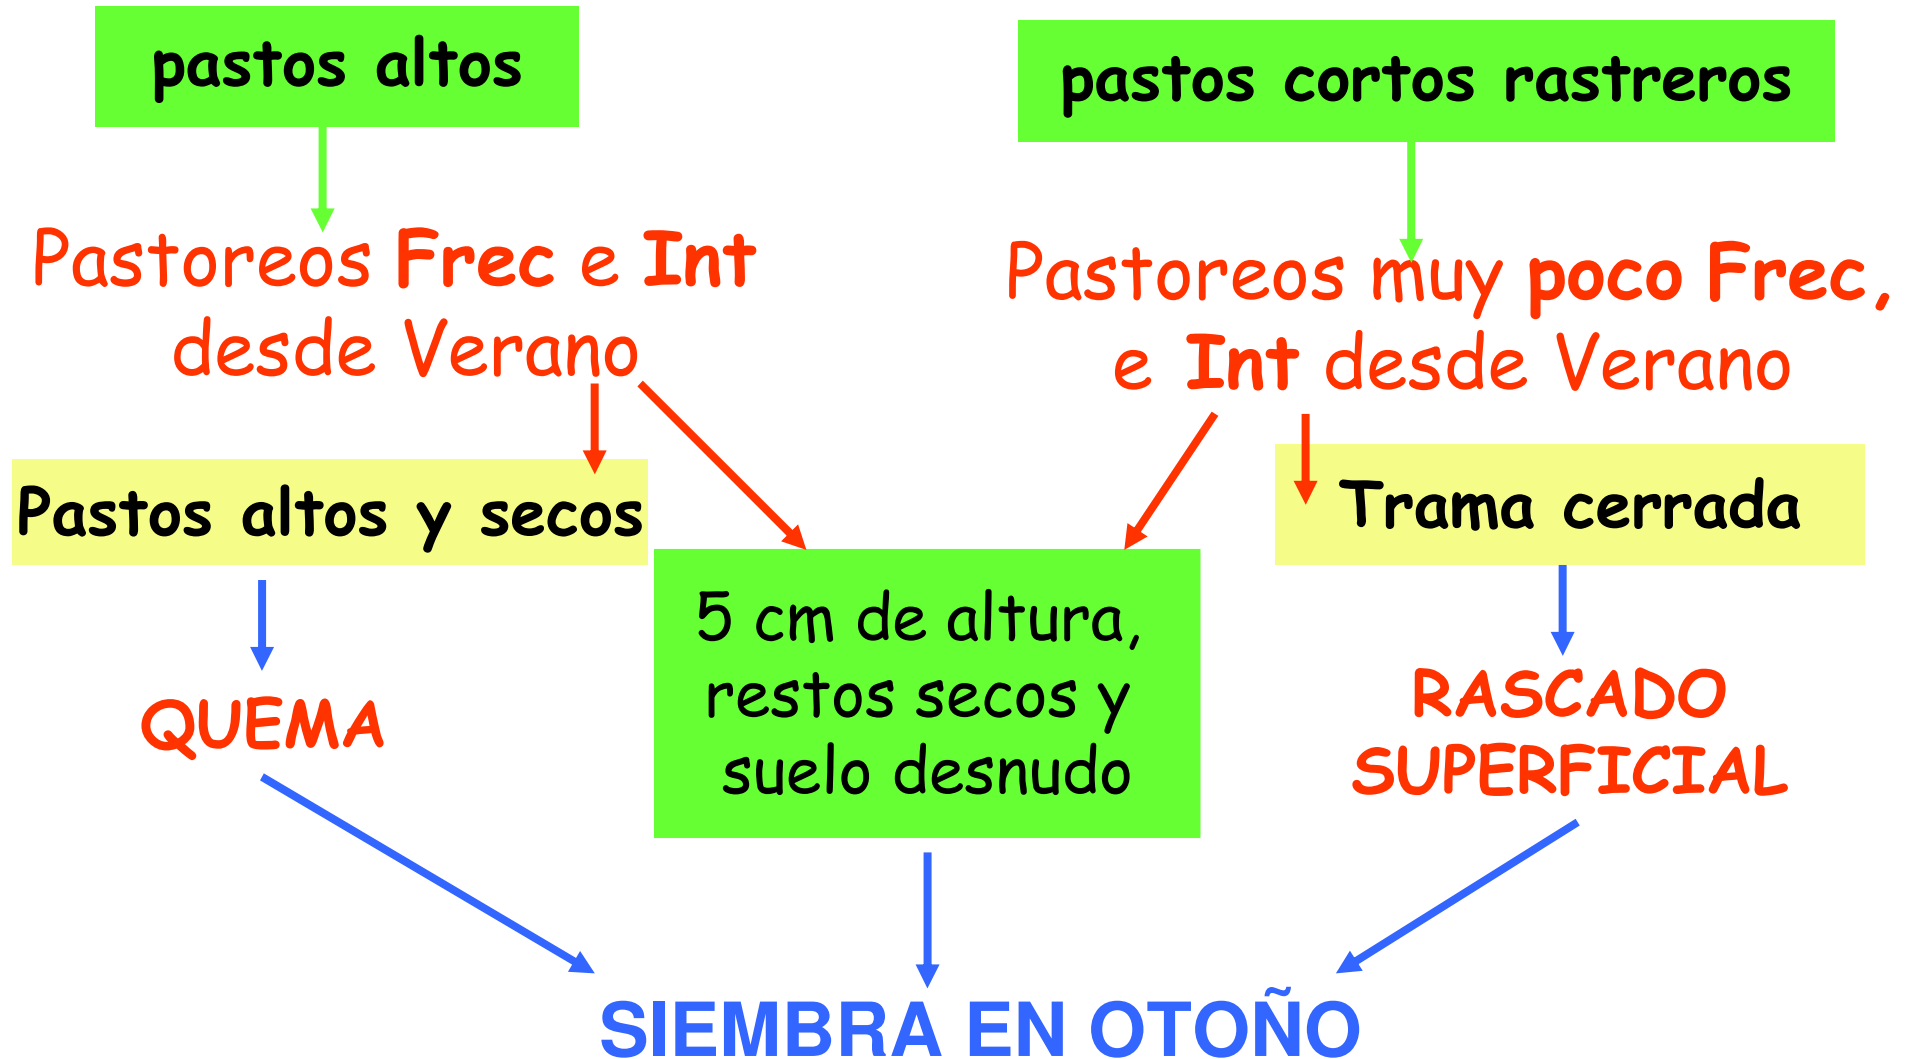 pastos altos
pastos cortos rastreros
Pastoreos Frec e Int
desde Verano
Pastoreos muy poco Frec,
e Int desde Verano
Pastos altos y secos
Trama cerrada
5 cm de altura,
restos secos y
suelo desnudo
QUEMA
RASCADO
SUPERFICIAL
SIEMBRA EN OTOÑO